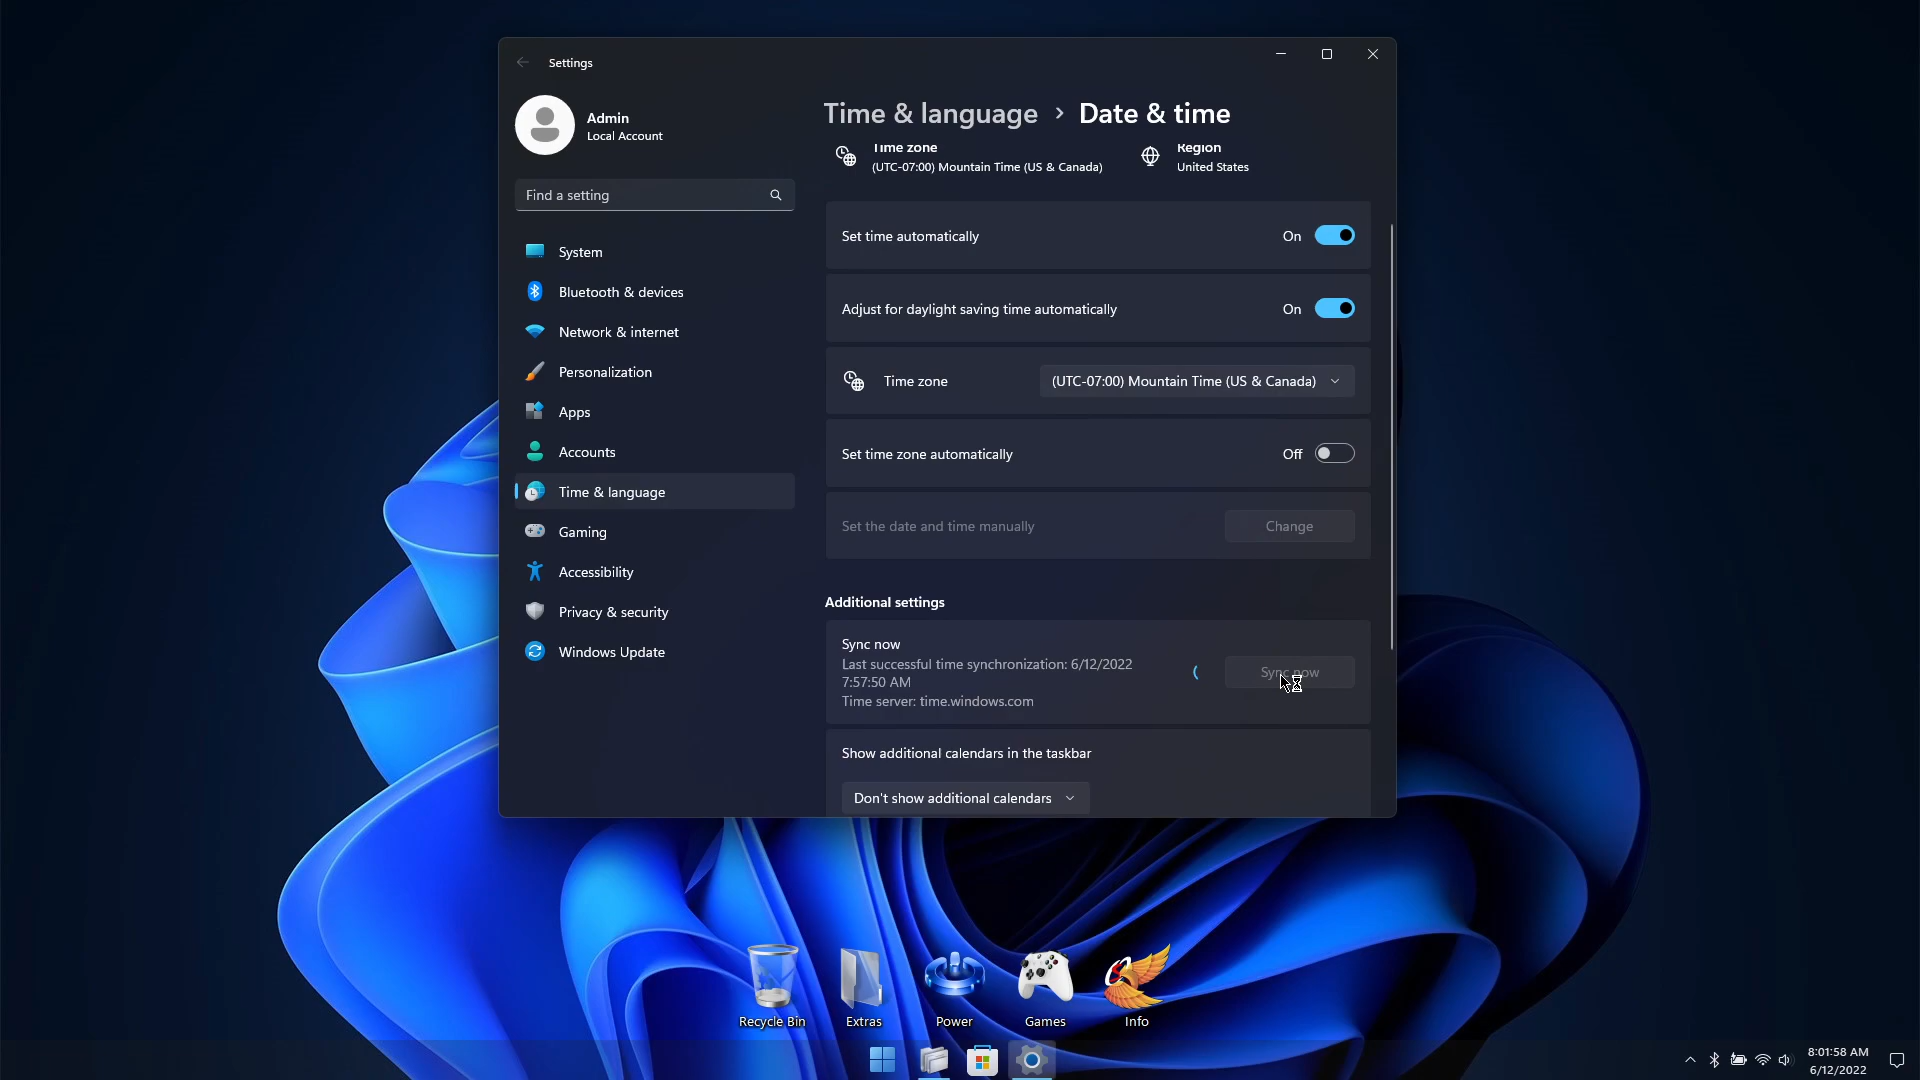 Settings
Admin
Local Account
Find a setting
System
Bluetooth & devices
Network & internet
Personalization
Apps
Accounts
Time & language
Gaming
Accessibility
Privacy & security
Windows Update
Time & language › Date & time
Time zone
(UTC-07:00) Mountain Time (US & Canada)
Region
United States
Set time automatically
On
Adjust for daylight saving time automatically
On
Time zone
(UTC-07:00) Mountain Time (US & Canada)
Set time zone automatically
Off
Set the date and time manually
Change
Additional settings
Sync now
Last successful time synchronization: 6/12/2022
7:57:50 AM
Time server: time.windows.com
Sync now
Show additional calendars in the taskbar
Don't show additional calendars
Recycle Bin
Extras
Power
Games
Info
8:01:58 AM
6/12/2022